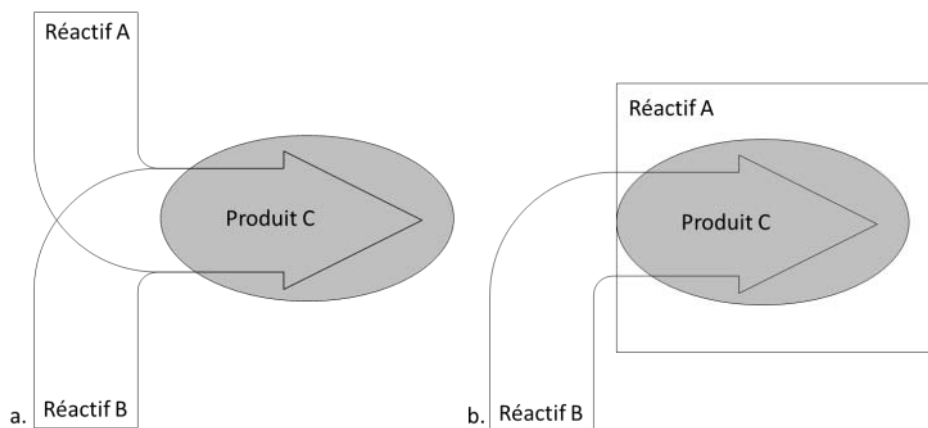 Réactif A
Produit C
a. Réactif B
Réactif A
Produit C
b. Réactif B